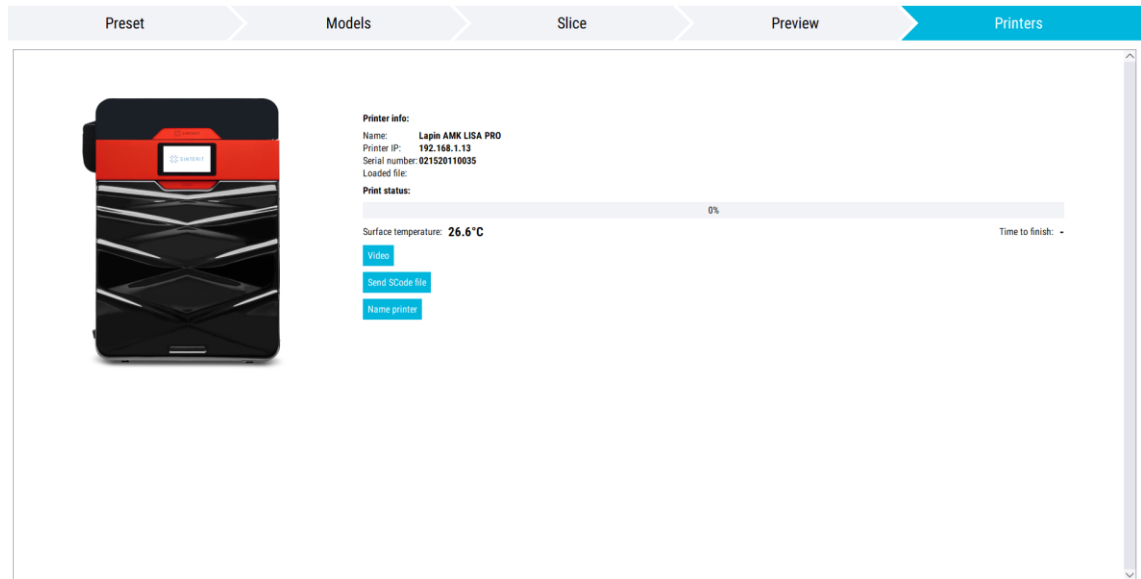 Preset
Models
Slice
Preview
Printers
SINTERIT
Printer info:
Name: Lapin AMK LISA PRO
Printer IP: 192.168.1.13
Serial number: 021520110035
Loaded file:
Print status:
0%
Surface temperature: 26.6°C
Time to finish: -
Video
Send SCode file
Name printer